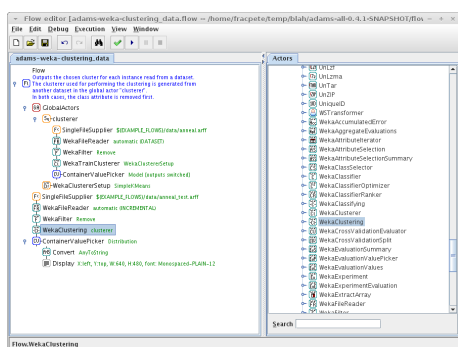 Flow editor [adams-weka-clustering_data.flow — /home/fracpete/temp/blah/adams-all-0.4.1-SNAPSHOT/flow
File Edit Debug Execution View Window
adams-weka-clustering_data
Flow
Outputs the chosen cluster for each instance read from a dataset.
The clusterer used for performing the clustering is generated from
another dataset in the global actor "clusterer".
In both cases, the class attribute is removed first.
GlobalActors
clusterer
SingleFileSupplier ${EXAMPLE_FLOWS}/data/anneal.arff
WekaFileReader automatic (DATASET)
WekaFilter Remove
WekaTrainClusterer WekaClustererSetup
ContainerValuePicker Model [outputs switched]
WekaClustererSetup SimpleKMeans
SingleFileSupplier ${EXAMPLE_FLOWS}/data/anneal_test.arff
WekaFileReader automatic (INCREMENTAL)
WekaFilter Remove
WekaClustering clusterer
ContainerValuePicker Distribution
Convert AnyToString
Display X:left, Y:top, W:640, H:480, font: Monospaced-PLAIN-12
Actors
UnLzf
UnLzma
UnTar
UnZIP
UniqueID
WSTransformer
WekaAccumulatedError
WekaAggregateEvaluations
WekaAttributeIterator
WekaAttributeSelection
WekaAttributeSelectionSummary
WekaClassSelector
WekaClassifier
WekaClassifierOptimizer
WekaClassifierRanker
WekaClassifying
WekaClusterer
WekaClustering
WekaCrossValidationEvaluator
WekaCrossValidationSplit
WekaEvaluationSummary
WekaEvaluationValuePicker
WekaEvaluationValues
WekaExperiment
WekaExperimentEvaluation
WekaExtractArray
WekaFileReader
WekaFilter
Search
Flow.WekaClustering